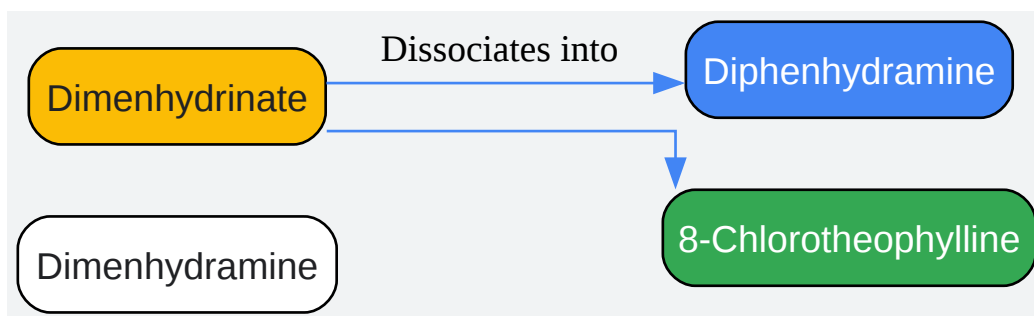 Dissociates into
Dimenhydrinate
Diphenhydramine
Dimenhydramine
8-Chlorotheophylline